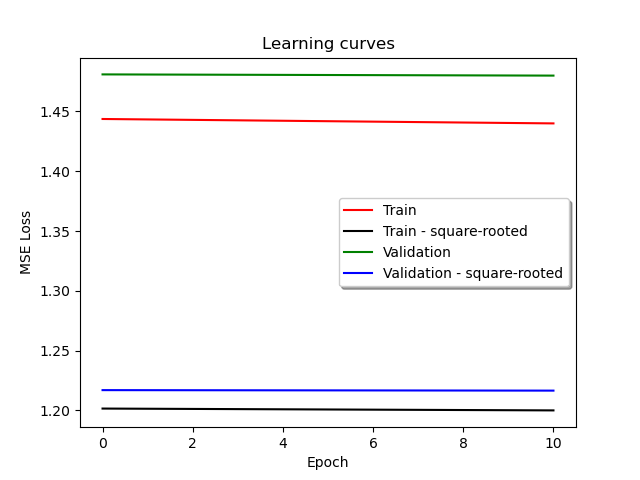 Learning curves
MSE Loss
1.45
1.40
1.35
1.30
1.25
1.20
Train
Train - square-rooted
Validation
Validation - square-rooted
0 2 4 6 8 10
Epoch